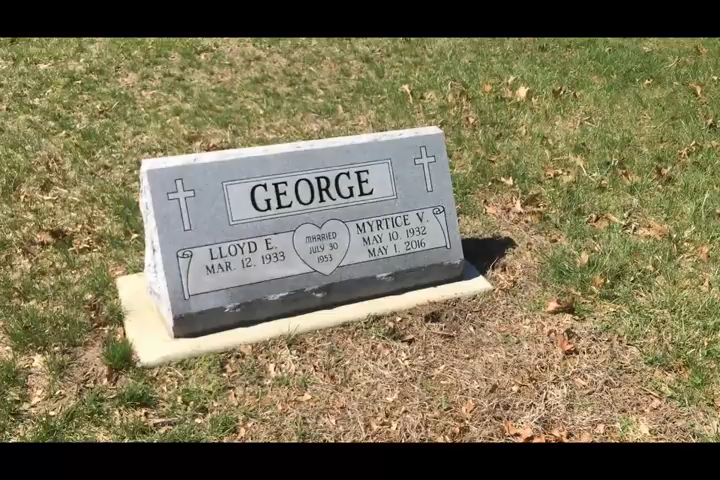 GEORGE
LLOYD E.
MAR. 12. 1933
MARRIED
JULY 30
1953
MYRTICE V.
MAY 10. 1932
MAY 1. 2016